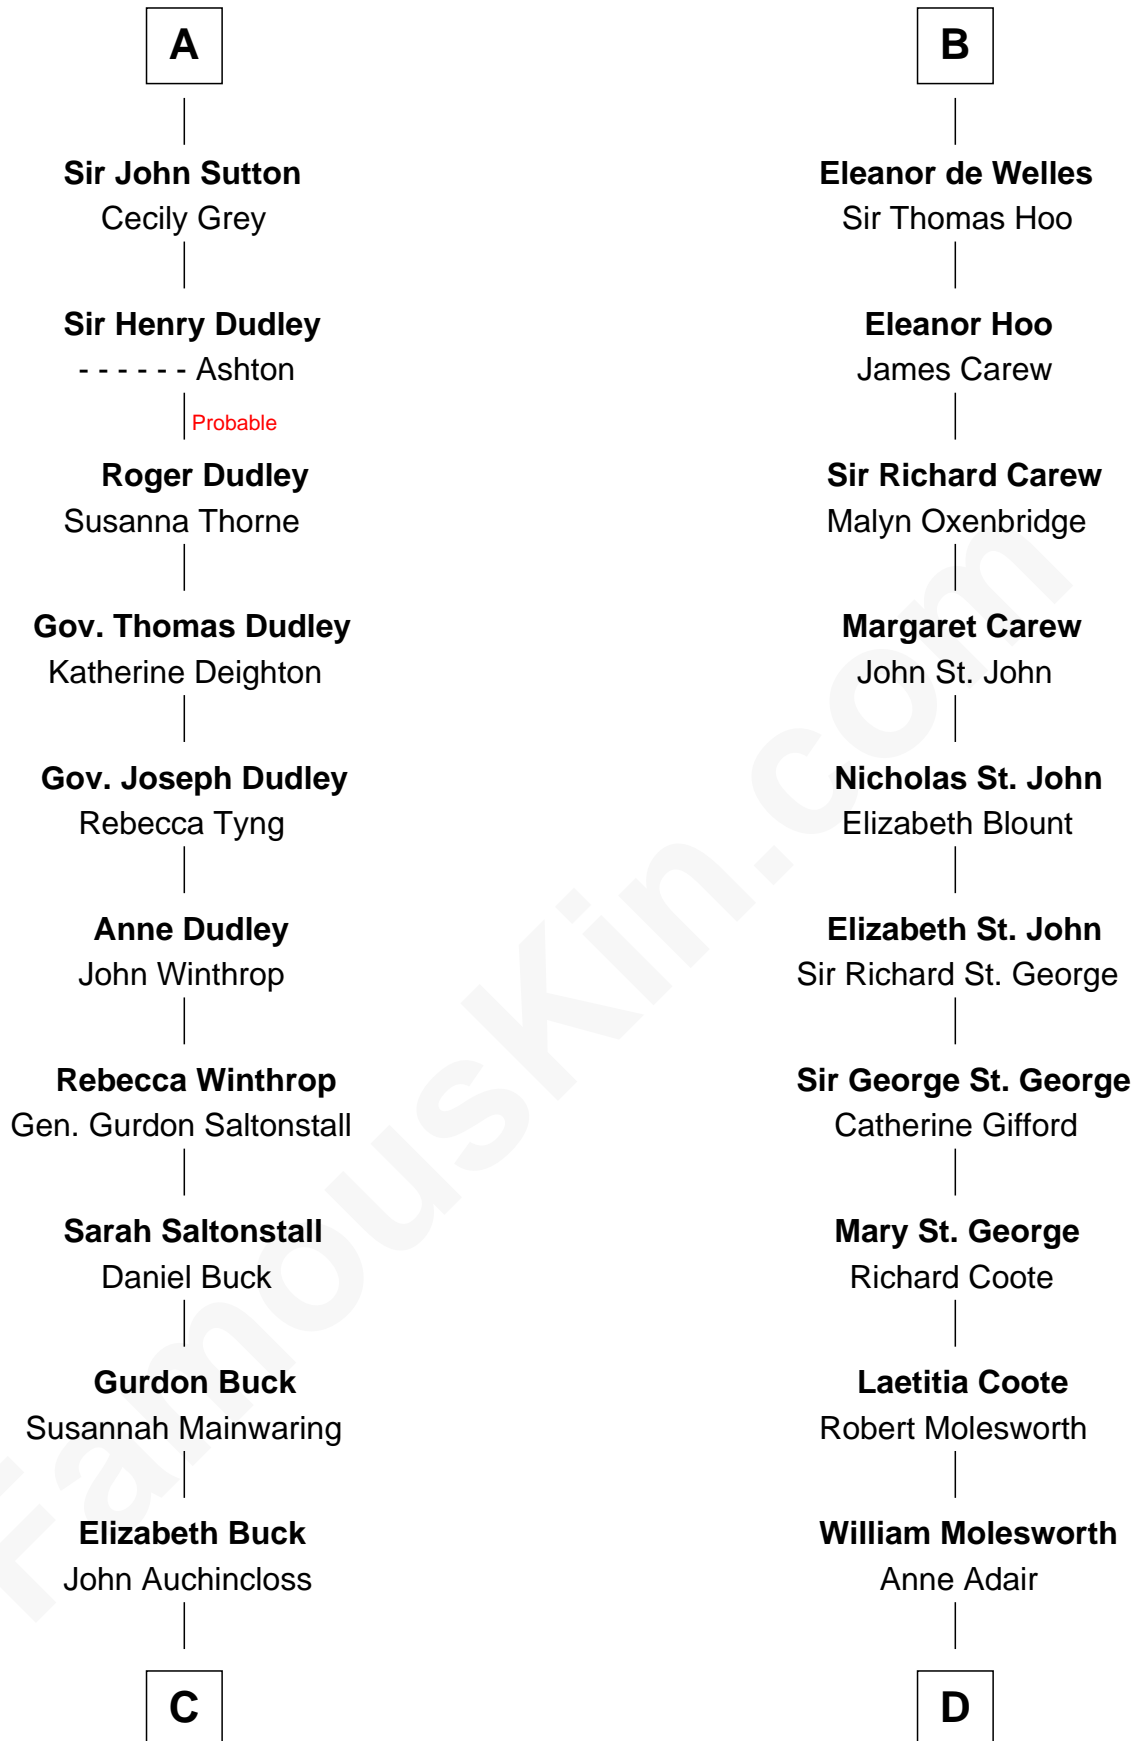 A
Sir John Sutton
Cecily Grey
Sir Henry Dudley
- - - - - - Ashton
Probable
Roger Dudley
Susanna Thorne
Gov. Thomas Dudley
Katherine Deighton
Gov. Joseph Dudley
Rebecca Tyng
Anne Dudley
John Winthrop
Rebecca Winthrop
Gen. Gurdon Saltonstall
Sarah Saltonstall
Daniel Buck
Gurdon Buck
Susannah Mainwaring
Elizabeth Buck
John Auchincloss
C
B
Eleanor de Welles
Sir Thomas Hoo
Eleanor Hoo
James Carew
Sir Richard Carew
Malyn Oxenbridge
Margaret Carew
John St. John
Nicholas St. John
Elizabeth Blount
Elizabeth St. John
Sir Richard St. George
Sir George St. George
Catherine Gifford
Mary St. George
Richard Coote
Laetitia Coote
Robert Molesworth
William Molesworth
Anne Adair
D
FamousKin.com